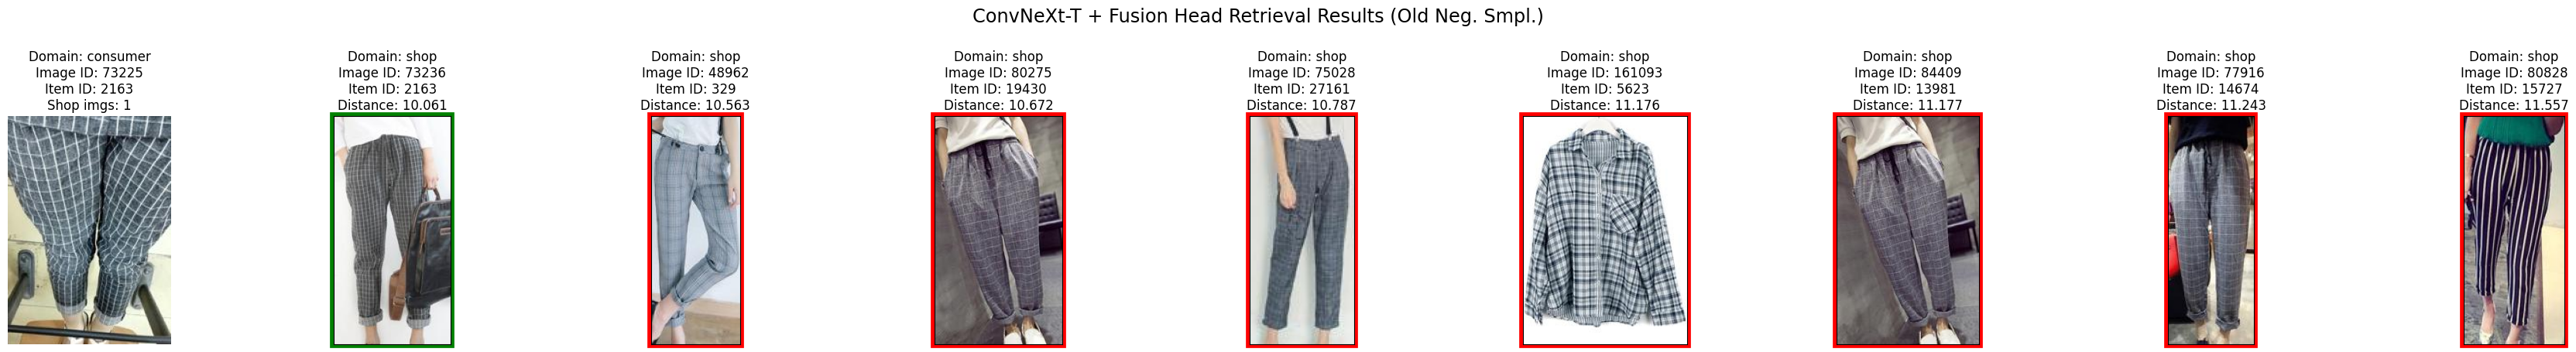 ConvNeXt-T + Fusion Head Retrieval Results (Old Neg. Smpl.)
Domain: consumer
Image ID: 73225
Item ID: 2163
Shop imgs: 1
Domain: shop
Image ID: 73236
Item ID: 2163
Distance: 10.061
Domain: shop
Image ID: 48962
Item ID: 329
Distance: 10.563
Domain: shop
Image ID: 80275
Item ID: 19430
Distance: 10.672
Domain: shop
Image ID: 75028
Item ID: 27161
Distance: 10.787
Domain: shop
Image ID: 161093
Item ID: 5623
Distance: 11.176
Domain: shop
Image ID: 84409
Item ID: 13981
Distance: 11.177
Domain: shop
Image ID: 77916
Item ID: 14674
Distance: 11.243
Domain: shop
Image ID: 80828
Item ID: 15727
Distance: 11.557